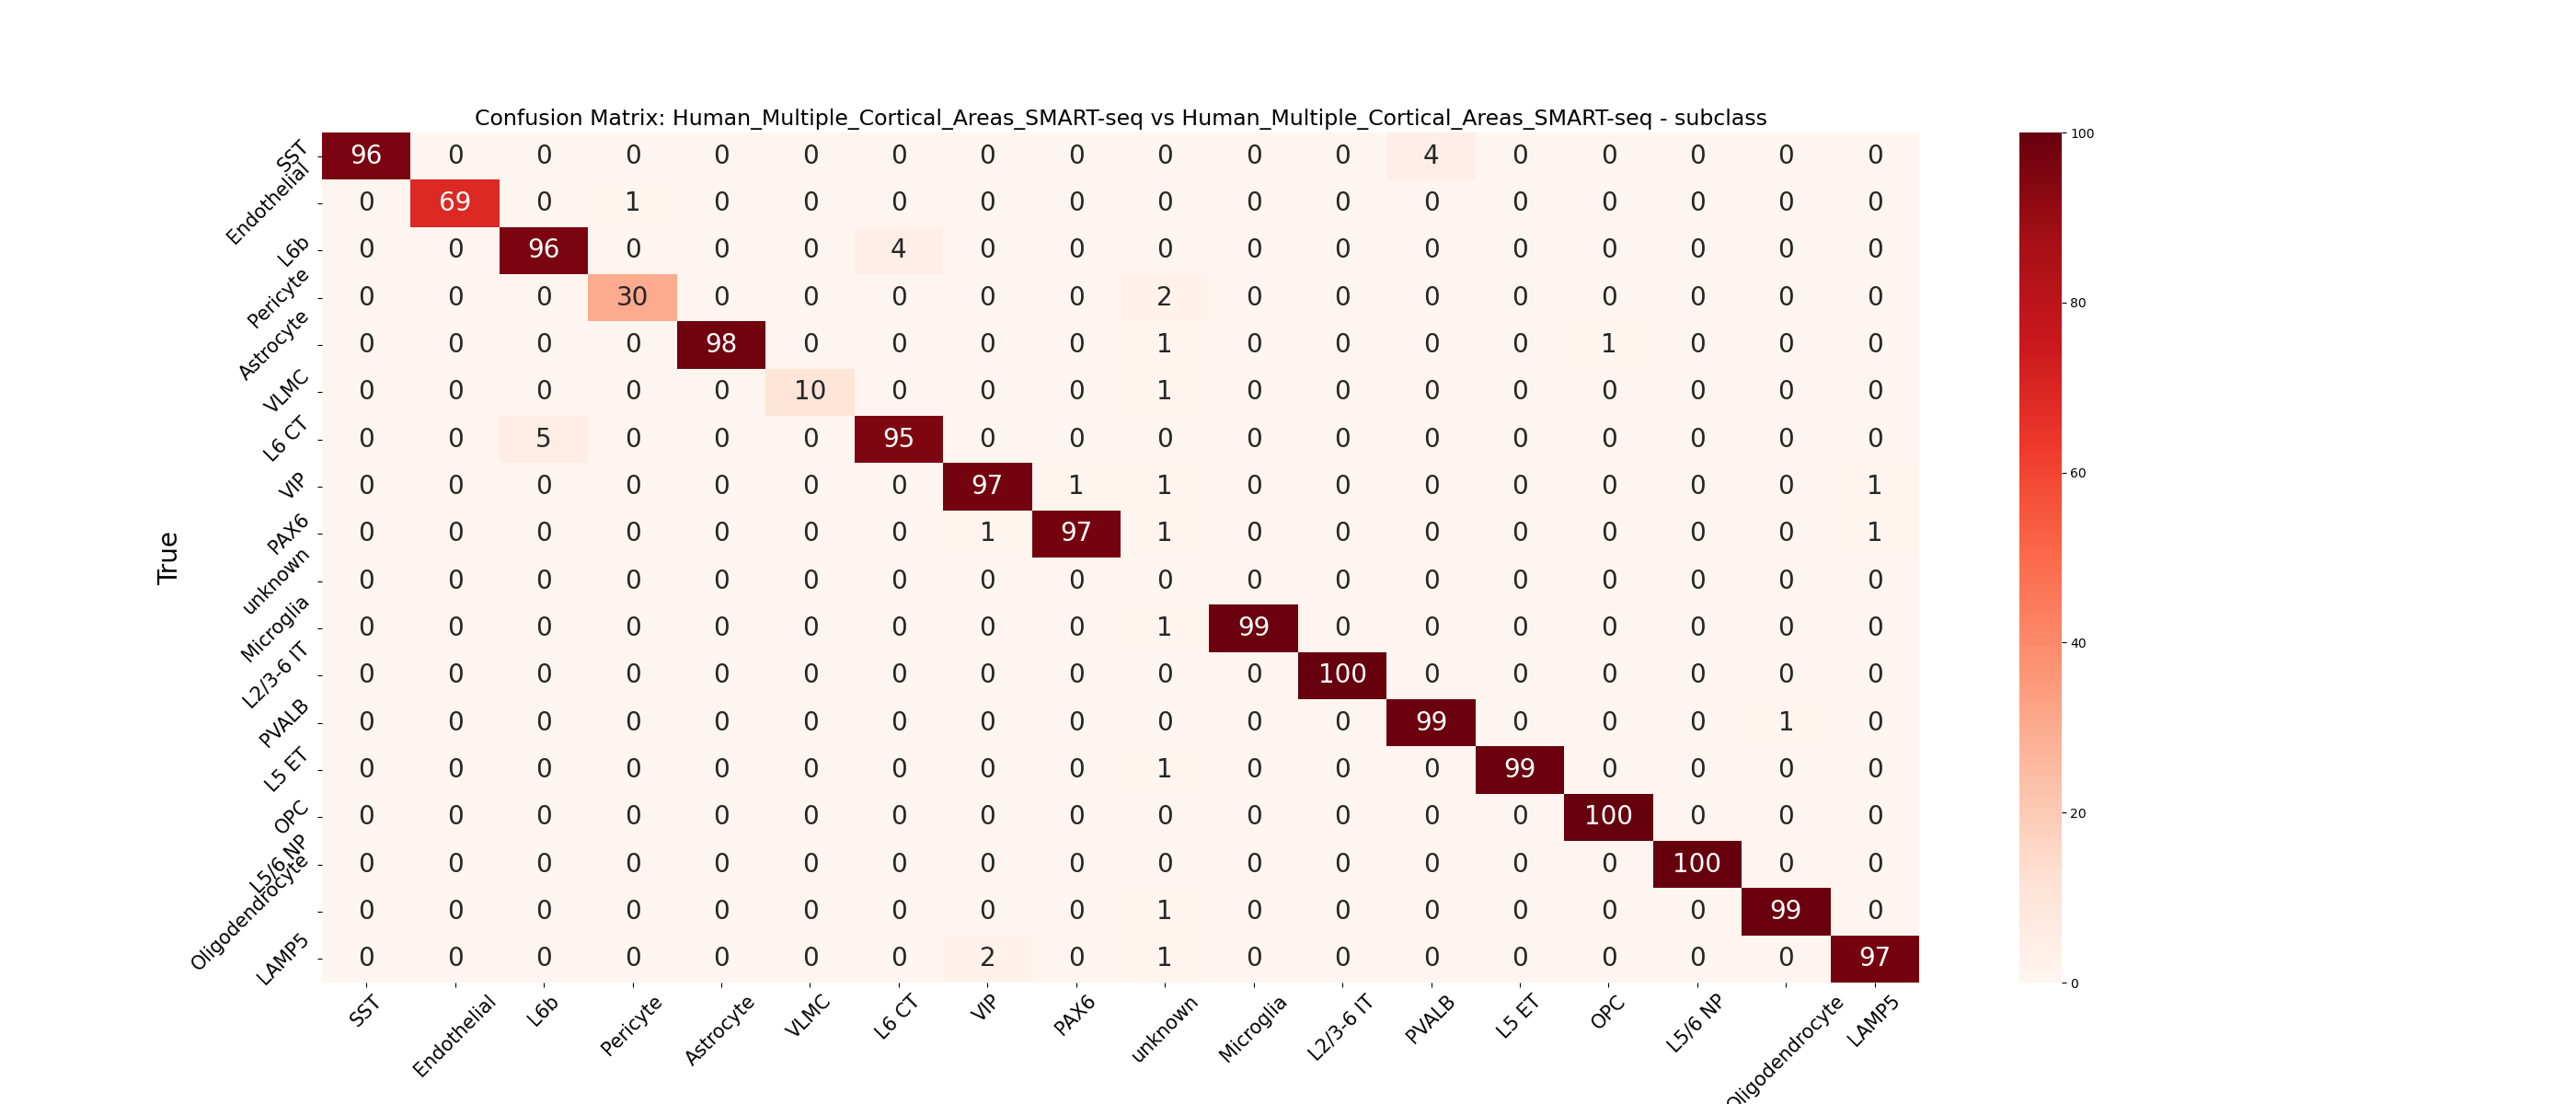 Confusion Matrix: Human_Multiple_Cortical_Areas_SMART-seq vs Human_Multiple_Cortical_Areas_SMART-seq - subclass
SST 96 0 0 0 0 0 0 0 0 0 0 0 4 0 0 0 0 0
Endothelial 0 69 0 1 0 0 0 0 0 0 0 0 0 0 0 0 0 0
L6b 0 0 96 0 0 0 4 0 0 0 0 0 0 0 0 0 0 0
Pericyte 0 0 0 30 0 0 0 0 0 2 0 0 0 0 0 0 0 0
Astrocyte 0 0 0 0 98 0 0 0 0 1 0 0 0 0 1 0 0 0
VLMC 0 0 0 0 0 10 0 0 0 1 0 0 0 0 0 0 0 0
L6 CT 0 0 5 0 0 0 95 0 0 0 0 0 0 0 0 0 0 0
VIP 0 0 0 0 0 0 0 97 1 1 0 0 0 0 0 0 0 1
PAX6 0 0 0 0 0 0 0 1 97 1 0 0 0 0 0 0 0 1
unknown 0 0 0 0 0 0 0 0 0 0 0 0 0 0 0 0 0 0
Microglia 0 0 0 0 0 0 0 0 0 1 99 0 0 0 0 0 0 0
L2/3-6 IT 0 0 0 0 0 0 0 0 0 0 0 100 0 0 0 0 0 0
PVALB 0 0 0 0 0 0 0 0 0 0 0 0 99 0 0 0 1 0
L5 ET 0 0 0 0 0 0 0 0 0 1 0 0 0 99 0 0 0 0
OPC 0 0 0 0 0 0 0 0 0 0 0 0 0 0 100 0 0 0
L5/6 NP 0 0 0 0 0 0 0 0 0 0 0 0 0 0 0 100 0 0
Oligodendrocyte 0 0 0 0 0 0 0 0 0 1 0 0 0 0 0 0 99 0
LAMP5 0 0 0 0 0 0 0 2 0 1 0 0 0 0 0 0 0 97
SST Endothelial L6b Pericyte Astrocyte VLMC L6 CT VIP PAX6 unknown Microglia L2/3-6 IT PVALB L5 ET OPC L5/6 NP Oligodendrocyte LAMP5
True
100
80
60
40
20
0